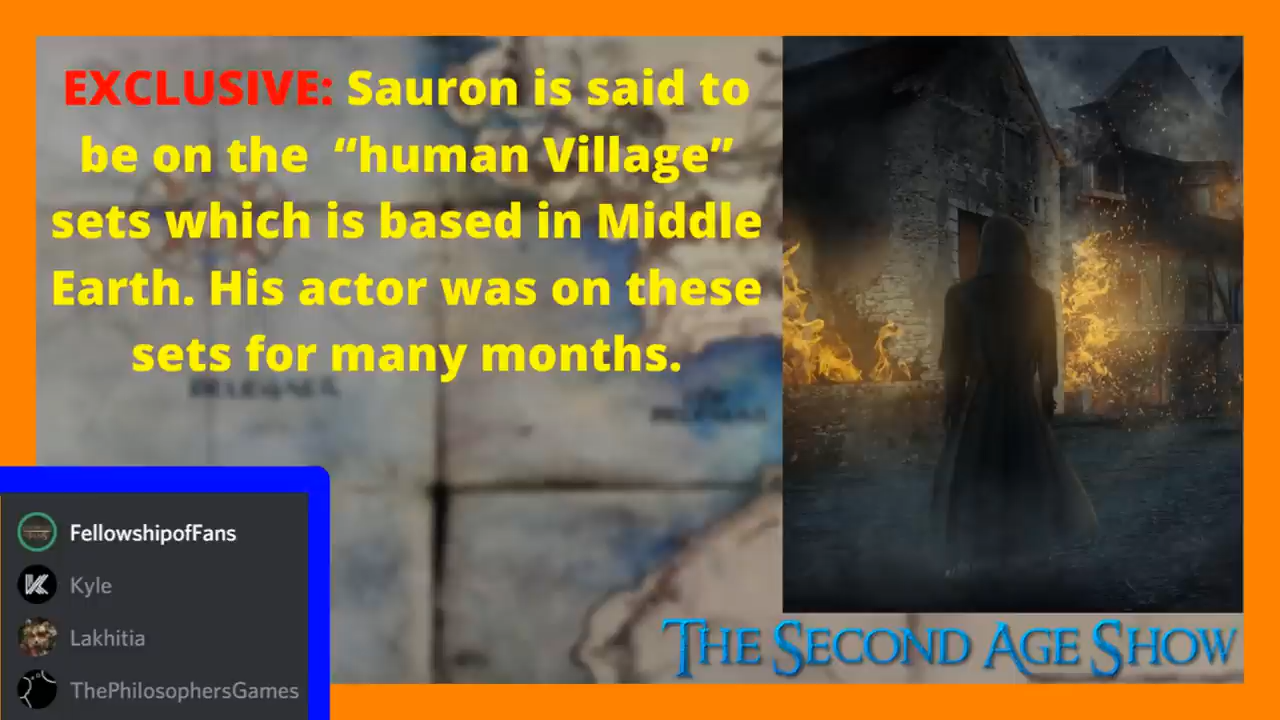 EXCLUSIVE: Sauron is said to
be on the “human Village”
sets which is based in Middle
Earth. His actor was on these
sets for many months.
FellowshipofFans
Kyle
Lakhitia
ThePhilosophersGames
THE SECOND AGE SHOW